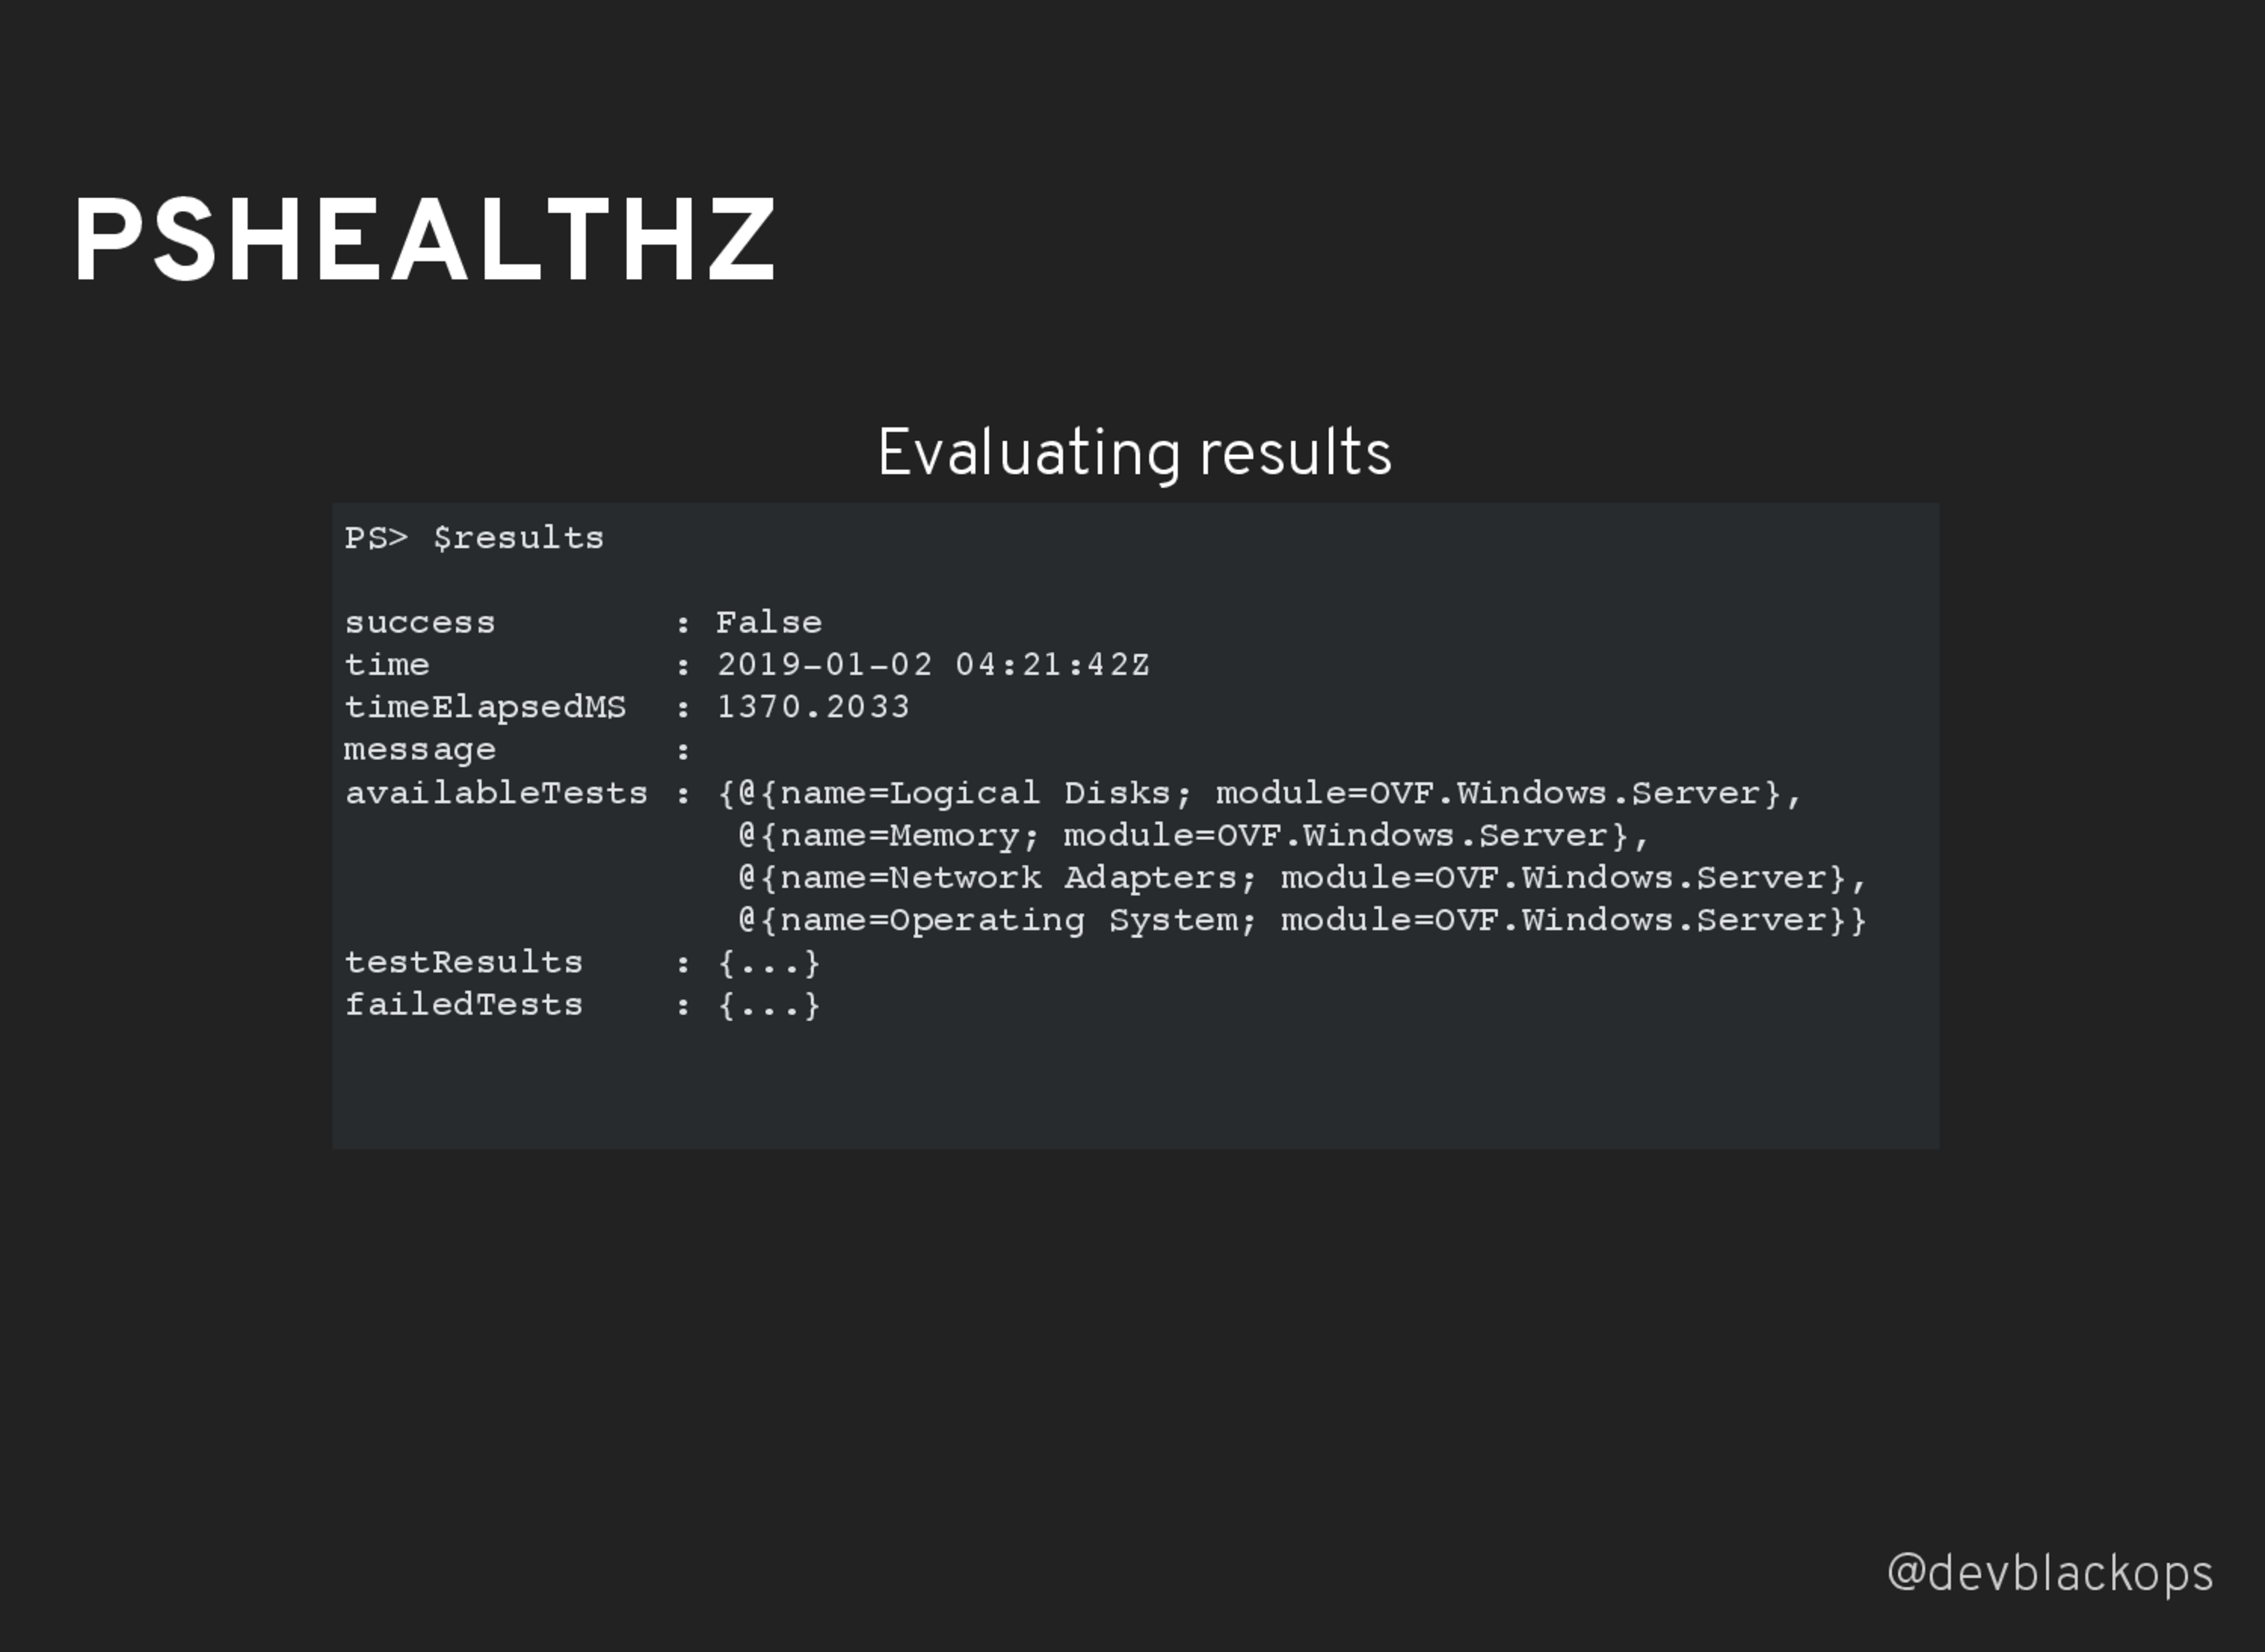 PSHEALTHZ
Evaluating results
PS> $results
success : False
time : 2019-01-02 04:21:42Z
timeElapsedMS : 1370.2033
message :
availableTests : {@{name=Logical Disks; module=OVF.Windows.Server},
@{name=Memory; module=OVF.Windows.Server},
@{name=Network Adapters; module=OVF.Windows.Server},
@{name=Operating System; module=OVF.Windows.Server}}
testResults : {...}
failedTests : {...}
@devblackops